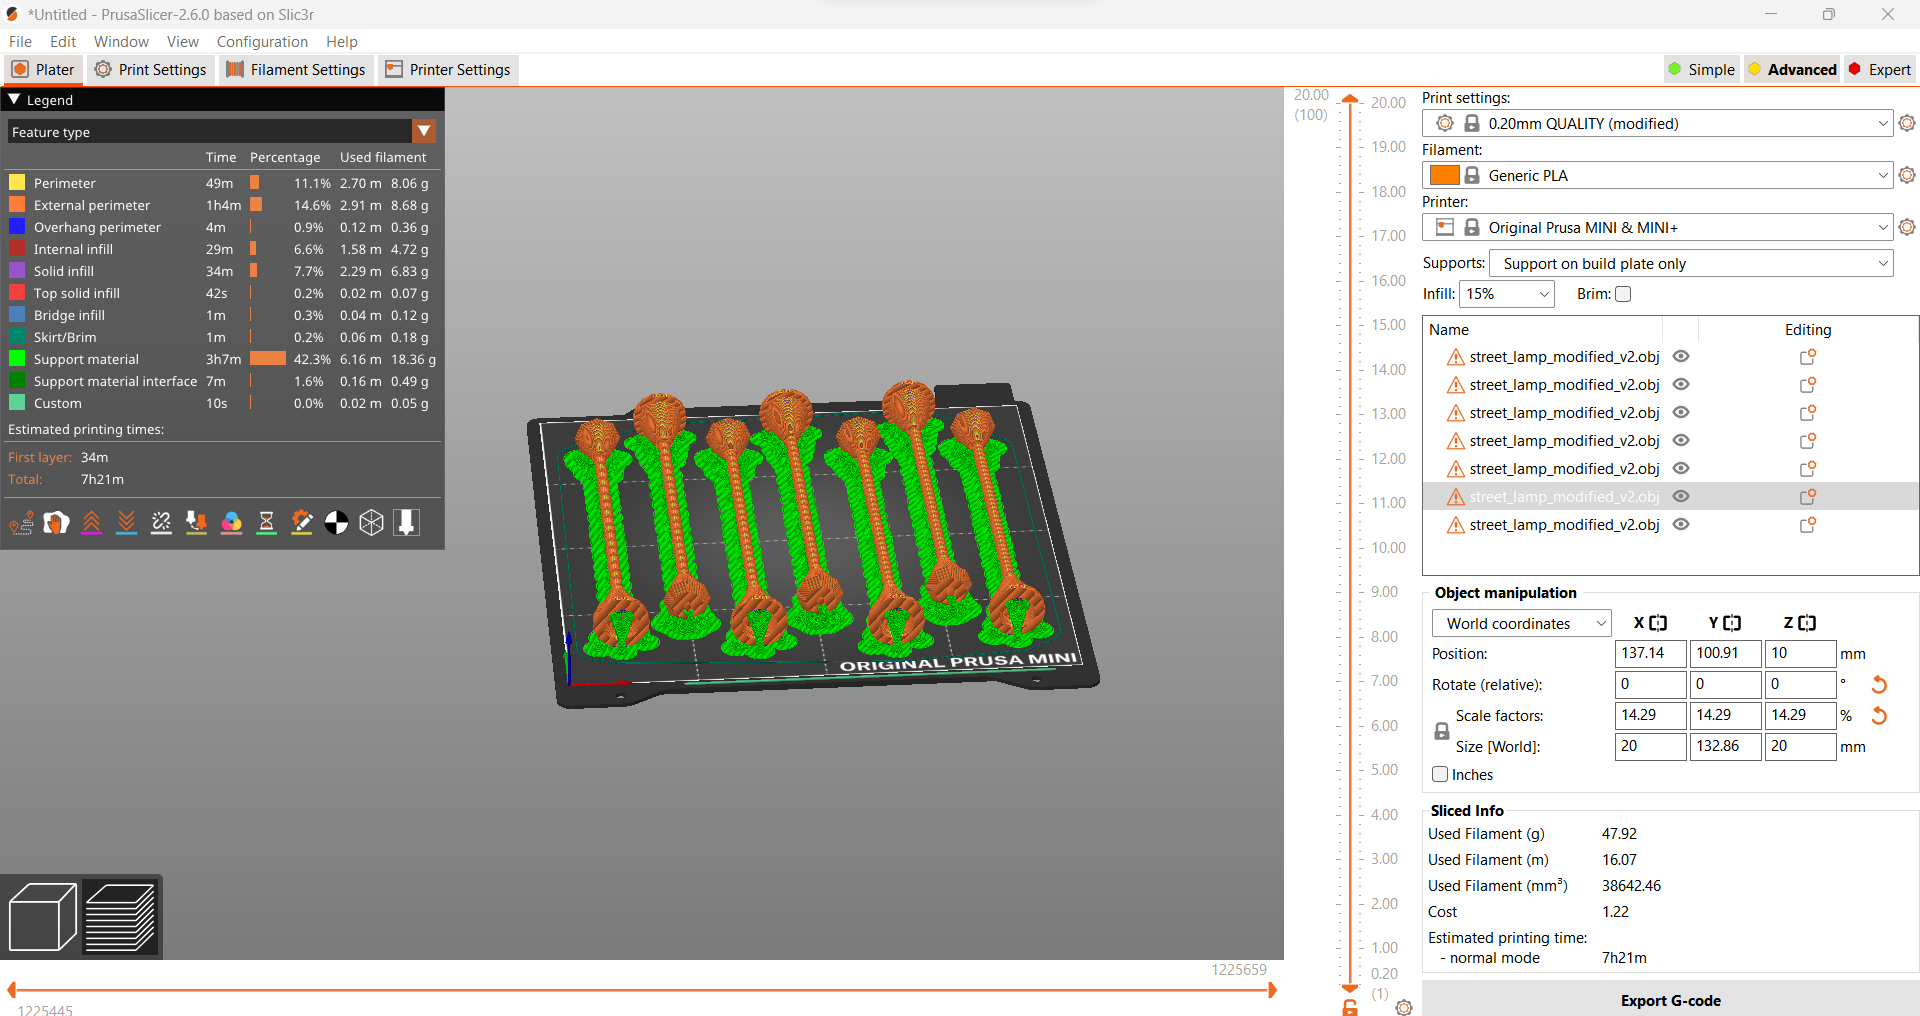 *Untitled - PrusaSlicer-2.6.0 based on Slic3r
File Edit Window View Configuration Help
Plater Print Settings Filament Settings Printer Settings Simple Advanced Expert
Legend
Feature type
Time Percentage Used filament
Perimeter 49m 11.1% 2.70 m 8.06 g
External perimeter 1h4m 14.6% 2.91 m 8.68 g
Overhang perimeter 4m 0.9% 0.12 m 0.36 g
Internal infill 29m 6.6% 1.58 m 4.72 g
Solid infill 34m 7.7% 2.29 m 6.83 g
Top solid infill 42s 0.2% 0.02 m 0.07 g
Bridge infill 1m 0.3% 0.04 m 0.12 g
Skirt/Brim 1m 0.2% 0.06 m 0.18 g
Support material 3h7m 42.3% 6.16 m 18.36 g
Support material interface 7m 1.6% 0.16 m 0.49 g
Custom 10s 0.0% 0.02 m 0.05 g
Estimated printing times:
First layer: 34m
Total: 7h21m
ORIGINAL PRUSA MINI
1225659
1225445
20.00
(100)
20.00
19.00
18.00
17.00
16.00
15.00
14.00
13.00
12.00
11.00
10.00
9.00
8.00
7.00
6.00
5.00
4.00
3.00
2.00
1.00
0.20
(1)
Print settings:
0.20mm QUALITY (modified)
Filament:
Generic PLA
Printer:
Original Prusa MINI & MINI+
Supports: Support on build plate only
Infill: 15% Brim:
Name Editing
street_lamp_modified_v2.obj
street_lamp_modified_v2.obj
street_lamp_modified_v2.obj
street_lamp_modified_v2.obj
street_lamp_modified_v2.obj
street_lamp_modified_v2.obj
street_lamp_modified_v2.obj
Object manipulation
World coordinates X Y Z
Position: 137.14 100.91 10 mm
Rotate (relative): 0 0 0 °
Scale factors: 14.29 14.29 14.29 %
Size [World]: 20 132.86 20 mm
Inches
Sliced Info
Used Filament (g) 47.92
Used Filament (m) 16.07
Used Filament (mm³) 38642.46
Cost 1.22
Estimated printing time:
- normal mode 7h21m
Export G-code